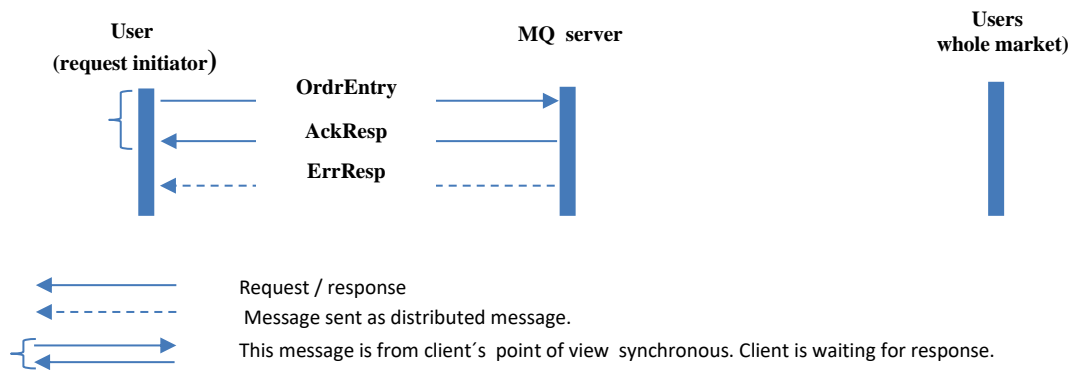 User
(request initiator)
MQ server
Users
whole market)
OrdrEntry
AckResp
ErrResp
Request / response
Message sent as distributed message.
This message is from client´s point of view synchronous. Client is waiting for response.